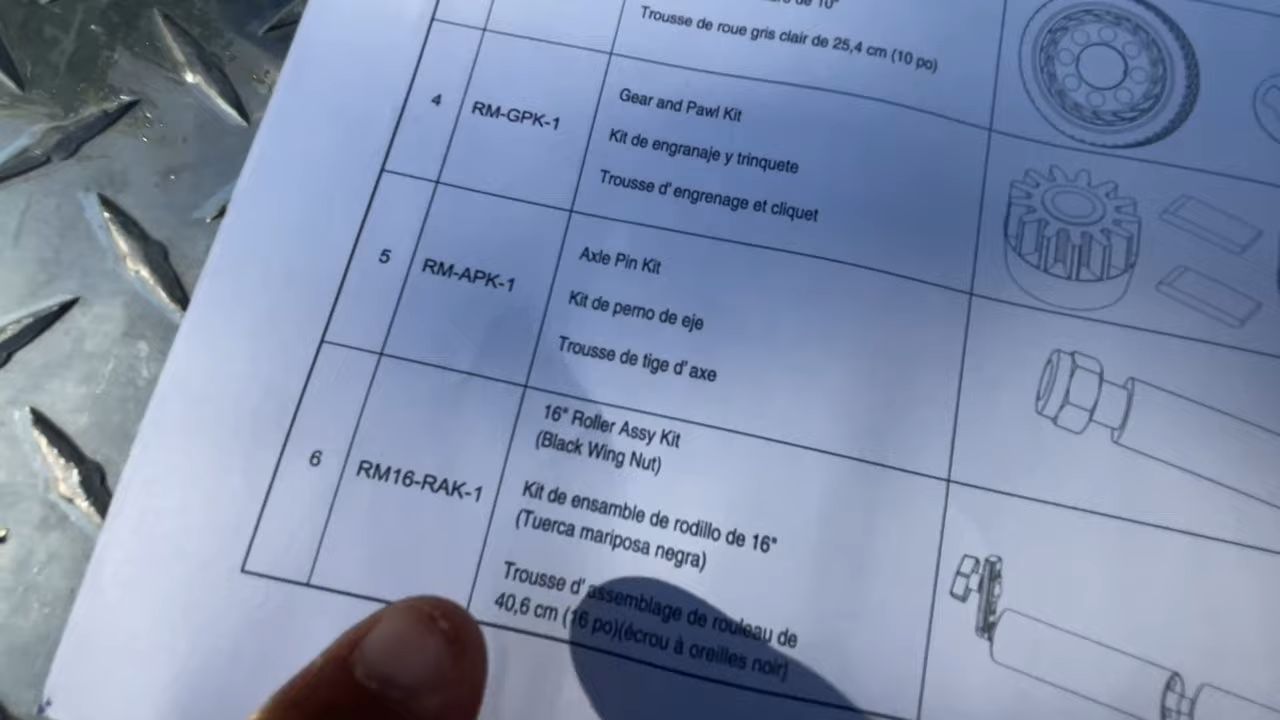 de 10"
Trousse de roue gris clair de 25,4 cm (10 po)
4
RM-GPK-1
Gear and Pawl Kit
Kit de engranaje y trinquete
Trousse d'engrenage et cliquet
5
RM-APK-1
Axle Pin Kit
Kit de perno de eje
Trousse de tige d'axe
6
RM16-RAK-1
16" Roller Assy Kit
(Black Wing Nut)
Kit de ensamble de rodillo de 16"
(Tuerca mariposa negra)
Trousse d'assemblage de rouleau de
40,6 cm (16 po)(écrou à oreilles noir)